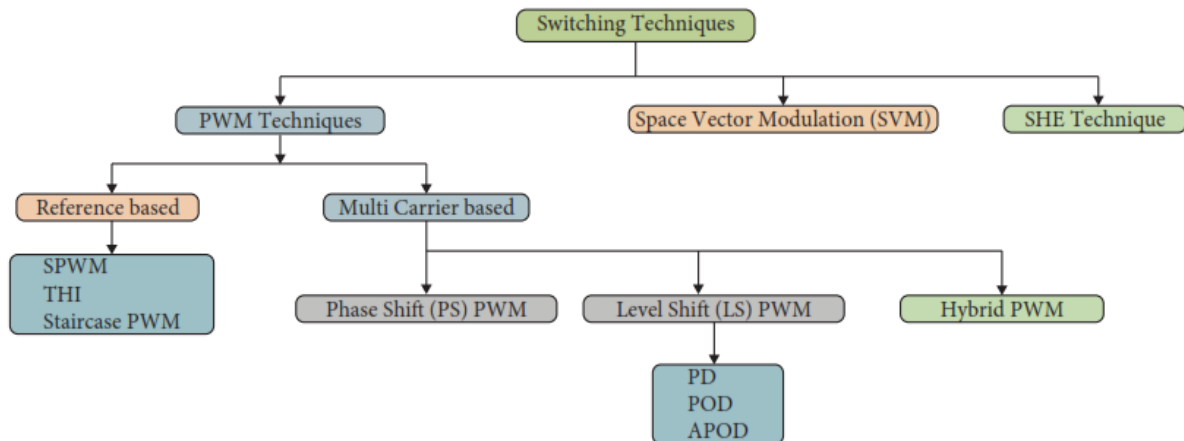 Switching Techniques
PWM Techniques
Space Vector Modulation (SVM)
SHE Technique
Reference based
Multi Carrier based
SPWM
THI
Staircase PWM
Phase Shift (PS) PWM
Level Shift (LS) PWM
Hybrid PWM
PD
POD
APOD